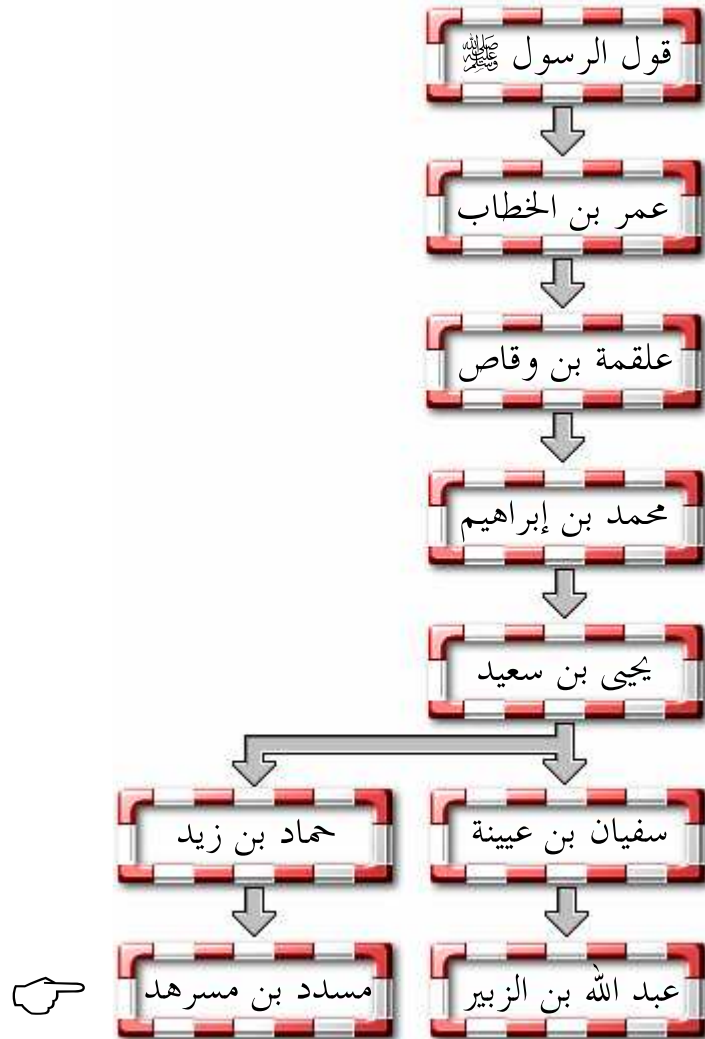 قول الرسول ﷺ
عمر بن الخطاب
علقمة بن وقاص
محمد بن إبراهيم
يحيى بن سعيد
سفيان بن عيينة
حماد بن زيد
عبد الله بن الزبير
مسدد بن مسرهد